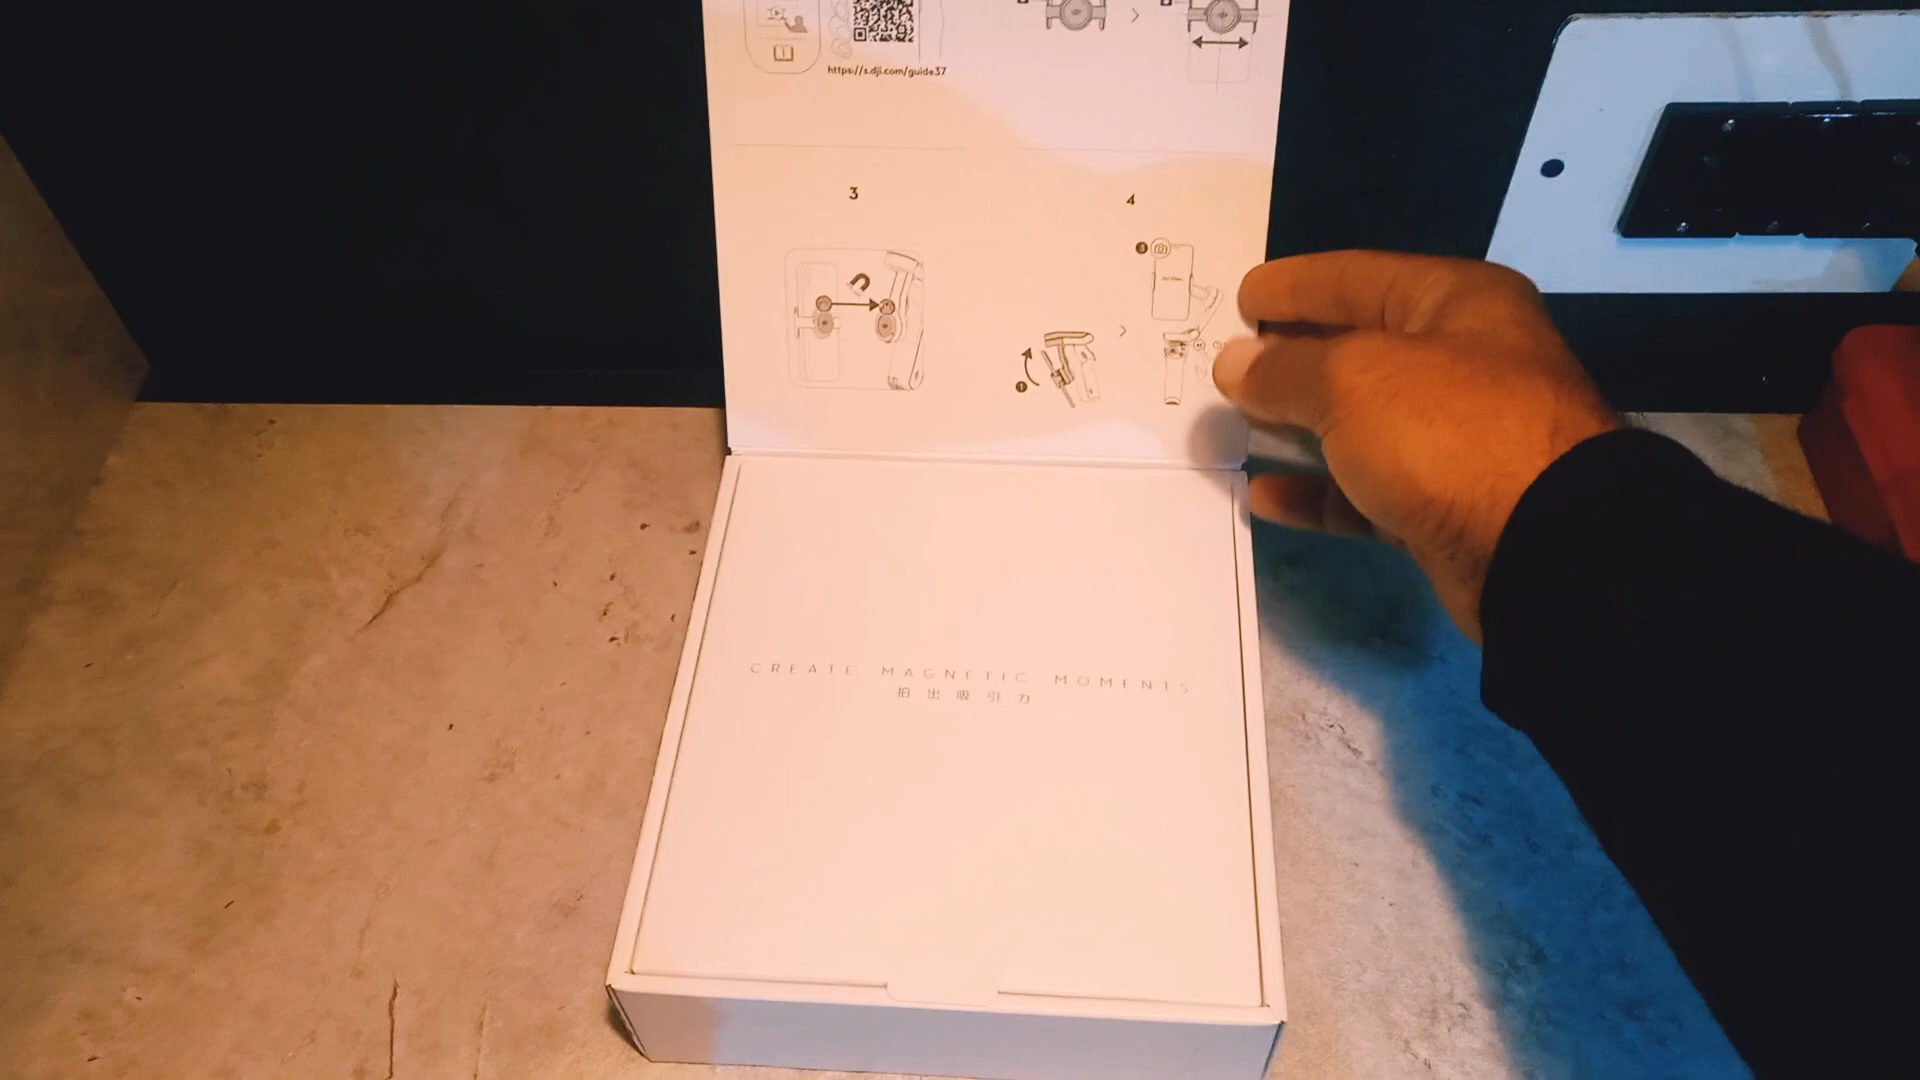 https://s.dji.com/guide37
3
4
CREATE MAGNETIC MOMENTS
拍出吸引力